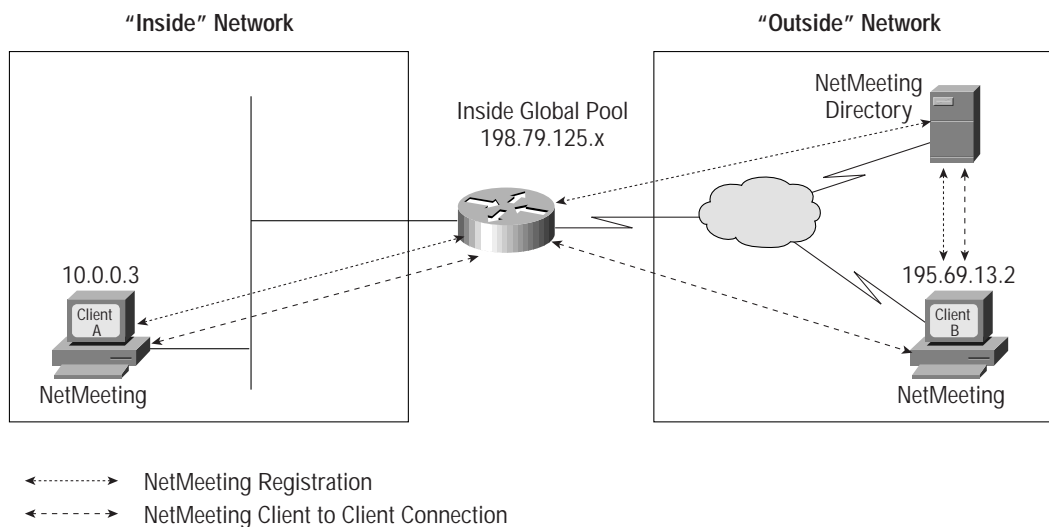 “Inside” Network
“Outside” Network
NetMeeting
Directory
Inside Global Pool
198.79.125.x
10.0.0.3
195.69.13.2
Client
A
Client
B
NetMeeting
NetMeeting
NetMeeting Registration
NetMeeting Client to Client Connection